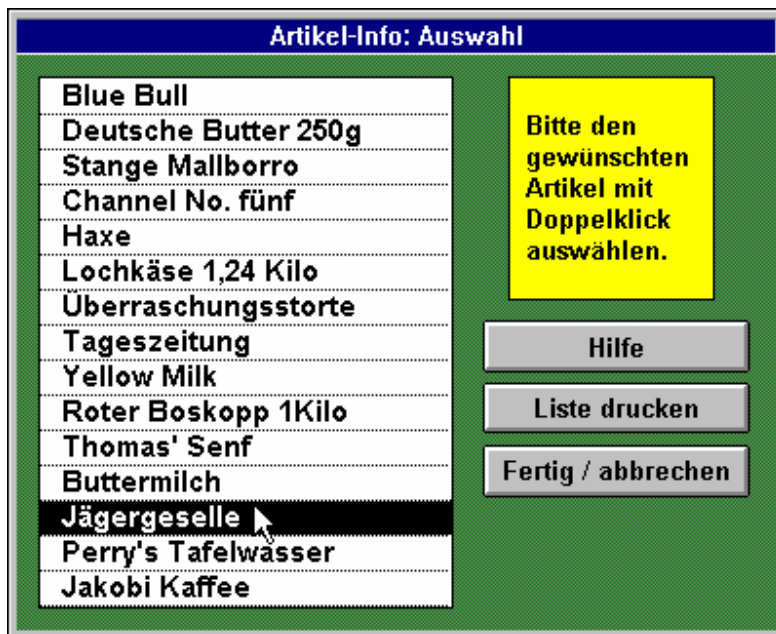 Artikel-Info: Auswahl
Blue Bull
Deutsche Butter 250g
Stange Mallborro
Channel No. fünf
Haxe
Lochkäse 1,24 Kilo
Überraschungsstorte
Tageszeitung
Yellow Milk
Roter Boskopp 1Kilo
Thomas' Senf
Buttermilch
Jägergeselle
Perry's Tafelwasser
Jakobi Kaffee
Bitte den
gewünschten
Artikel mit
Doppelklick
auswählen.
Hilfe
Liste drucken
Fertig / abbrechen